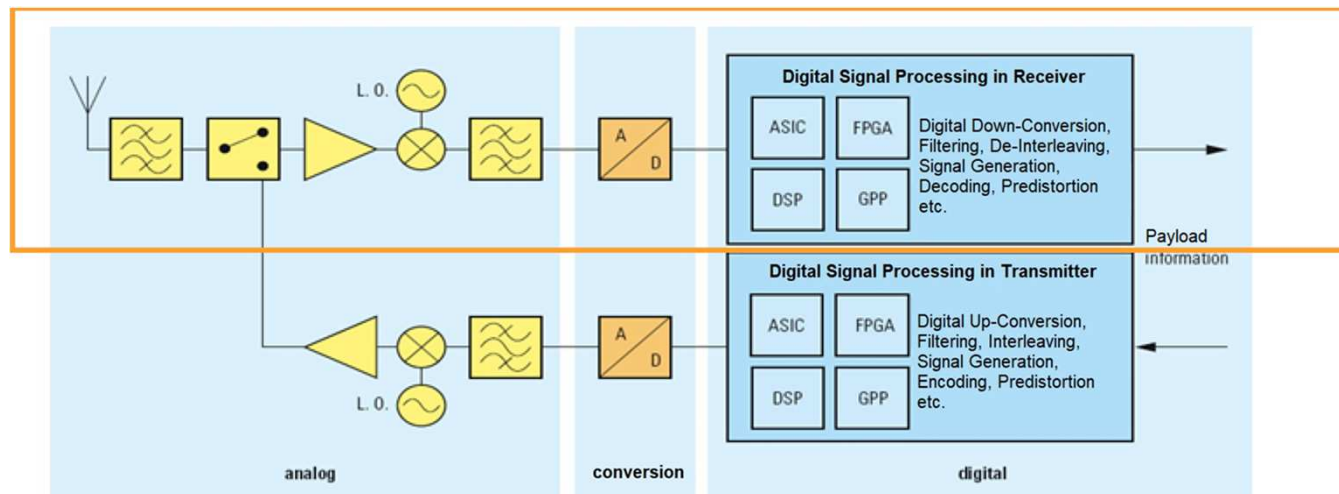 Digital Signal Processing in Receiver
L. O.
ASIC
FPGA
Digital Down-Conversion,
Filtering, De-Interleaving,
Signal Generation,
Decoding, Predistortion
etc.
A
D
DSP
GPP
Payload
information
Digital Signal Processing in Transmitter
ASIC
FPGA
Digital Up-Conversion,
Filtering, Interleaving,
Signal Generation,
Encoding, Predistortion
etc.
A
D
L. O.
DSP
GPP
analog
conversion
digital